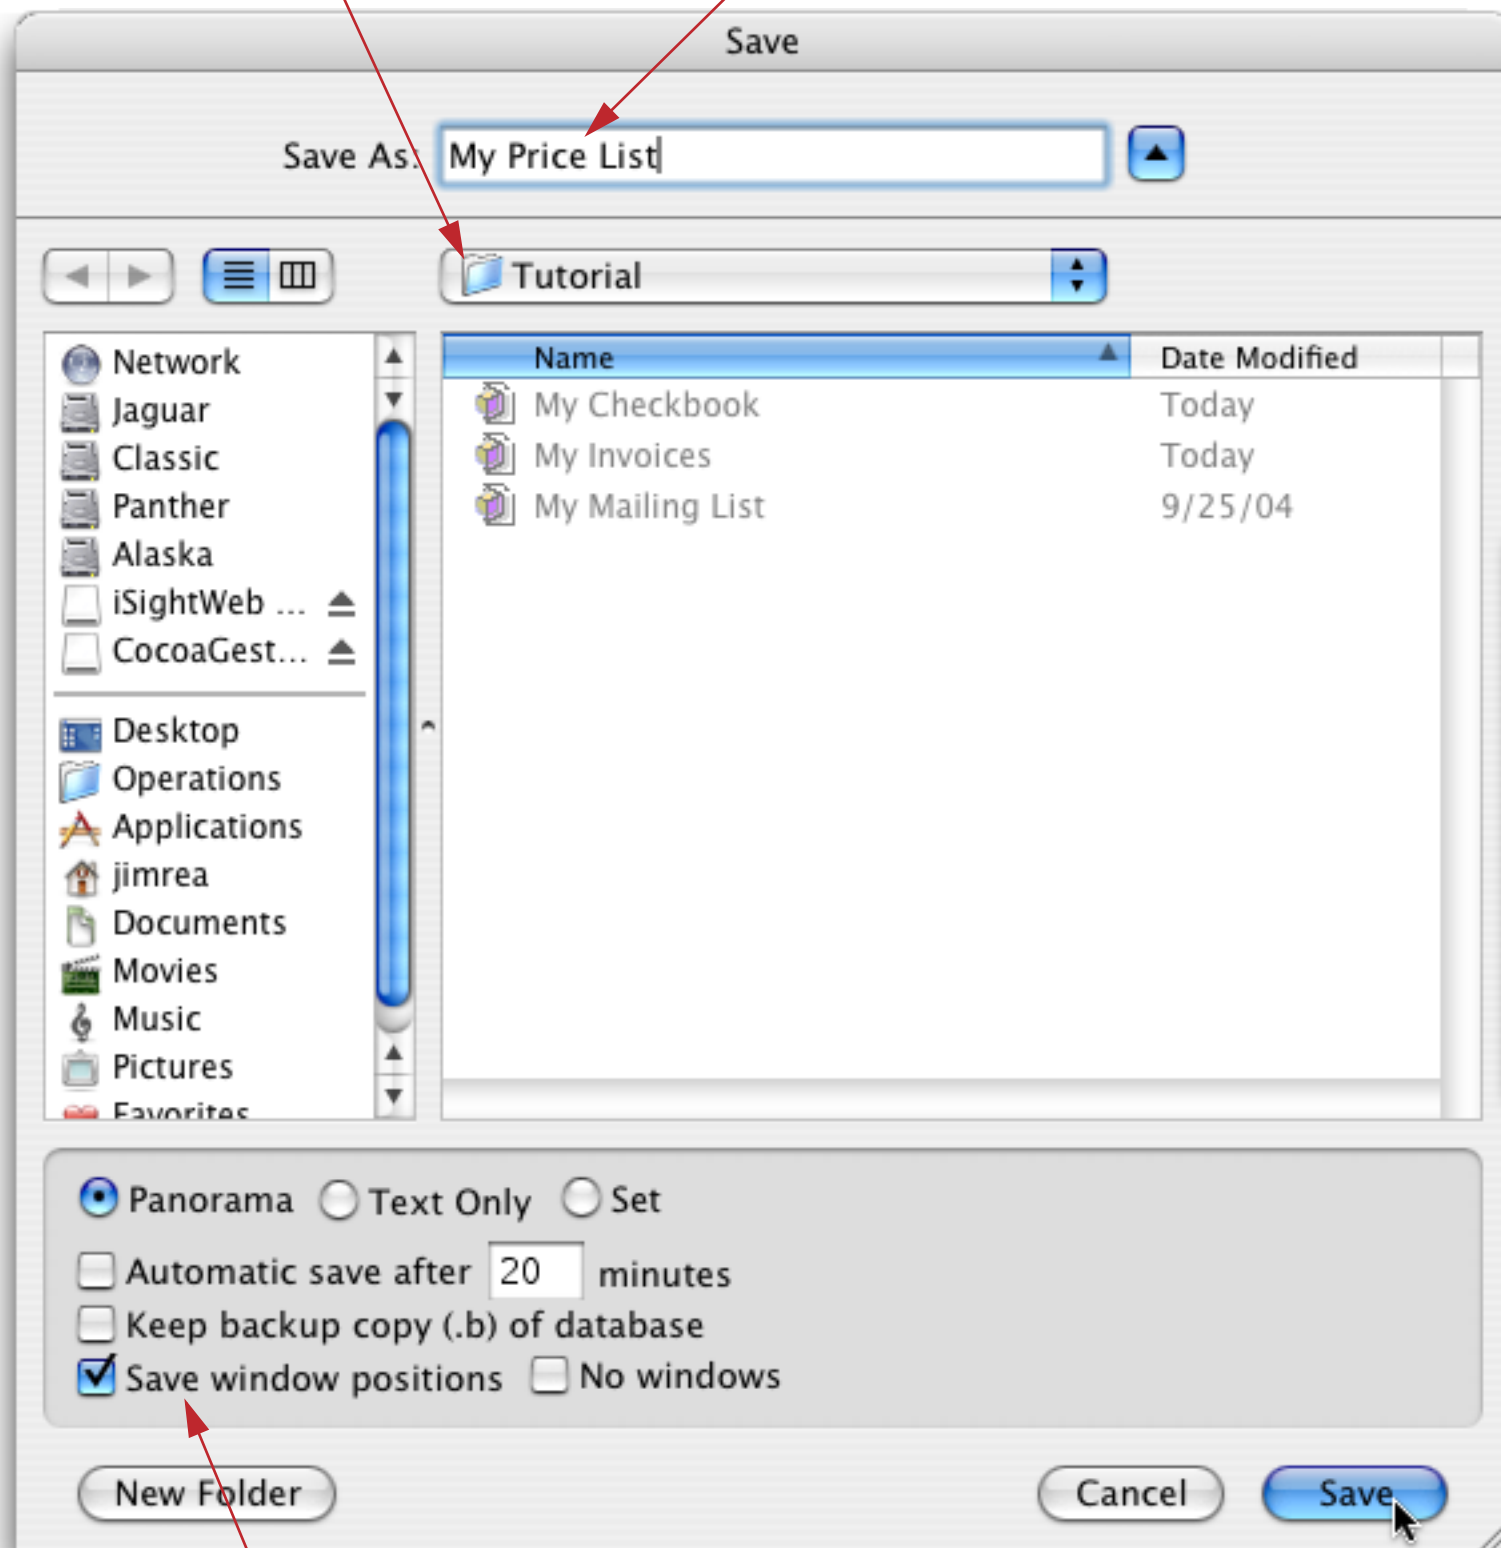 Save
Save As: My Price List
Tutorial
Network
Jaguar
Classic
Panther
Alaska
iSightWeb ...
CocoaGest...
Desktop
Operations
Applications
jimrea
Documents
Movies
Music
Pictures
Favorites
Name Date Modified
My Checkbook Today
My Invoices Today
My Mailing List 9/25/04
Panorama Text Only Set
Automatic save after 20 minutes
Keep backup copy (.b) of database
Save window positions No windows
New Folder Cancel Save